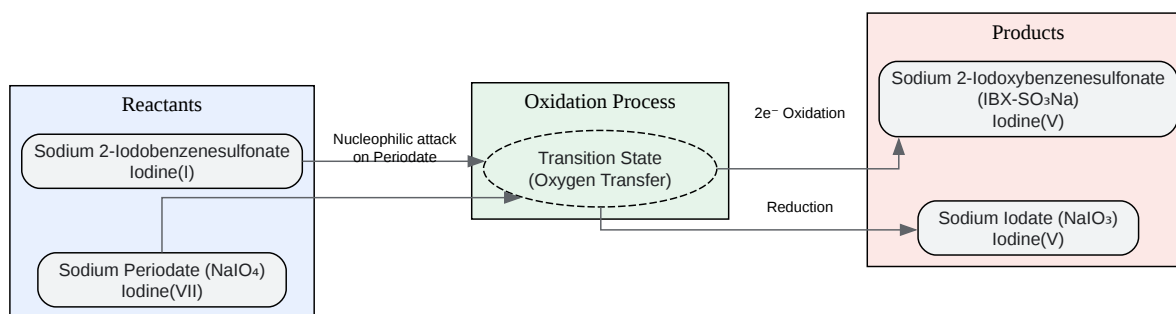 Reactants
Sodium 2-Iodobenzenesulfonate
Iodine(I)
Sodium Periodate (NaIO₄)
Iodine(VII)
Nucleophilic attack
on Periodate
Oxidation Process
Transition State
(Oxygen Transfer)
2e⁻ Oxidation
Reduction
Products
Sodium 2-Iodoxybenzenesulfonate
(IBX-SO₃Na)
Iodine(V)
Sodium Iodate (NaIO₃)
Iodine(V)